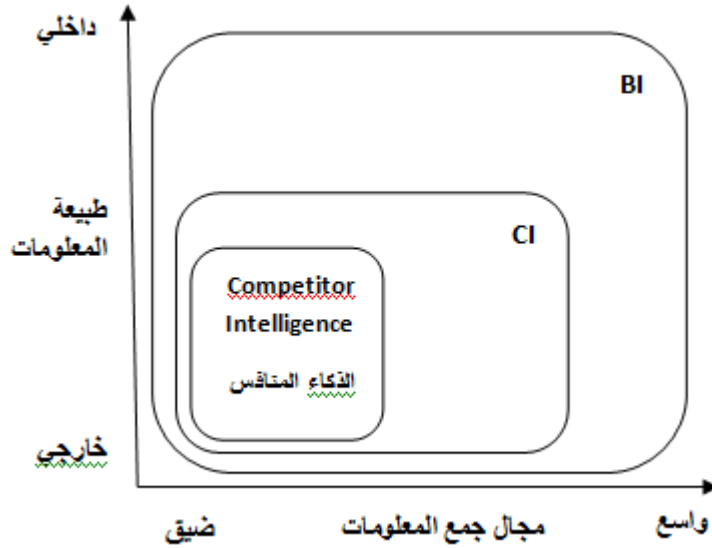 داخلي
BI
طبيعة
المعلومات
CI
Competitor
Intelligence
الذكاء المنافس
خارجي
ضيق
مجال جمع المعلومات
واسع